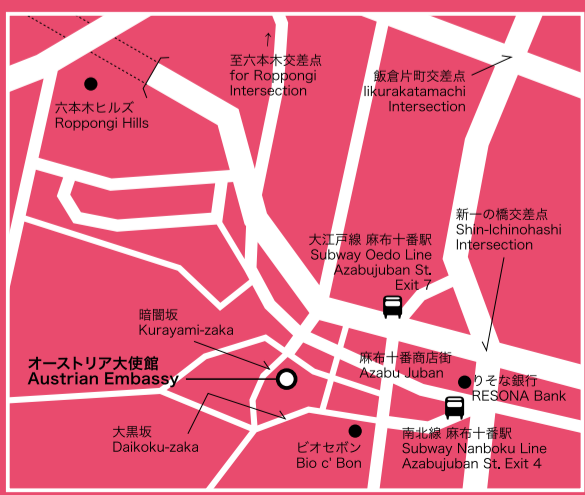 至六本木交差点
for Roppongi
Intersection
飯倉片町交差点
Iikurakatamachi
Intersection
六本木ヒルズ
Roppongi Hills
新一の橋交差点
Shin-Ichinohashi
Intersection
大江戸線 麻布十番駅
Subway Oedo Line
Azabujuban St.
Exit 7
暗闇坂
Kurayami-zaka
オーストリア大使館
Austrian Embassy
麻布十番商店街
Azabu Juban
りそな銀行
RESONA Bank
大黒坂
Daikoku-zaka
ビオセボン
Bio c' Bon
南北線 麻布十番駅
Subway Nanboku Line
Azabujuban St. Exit 4